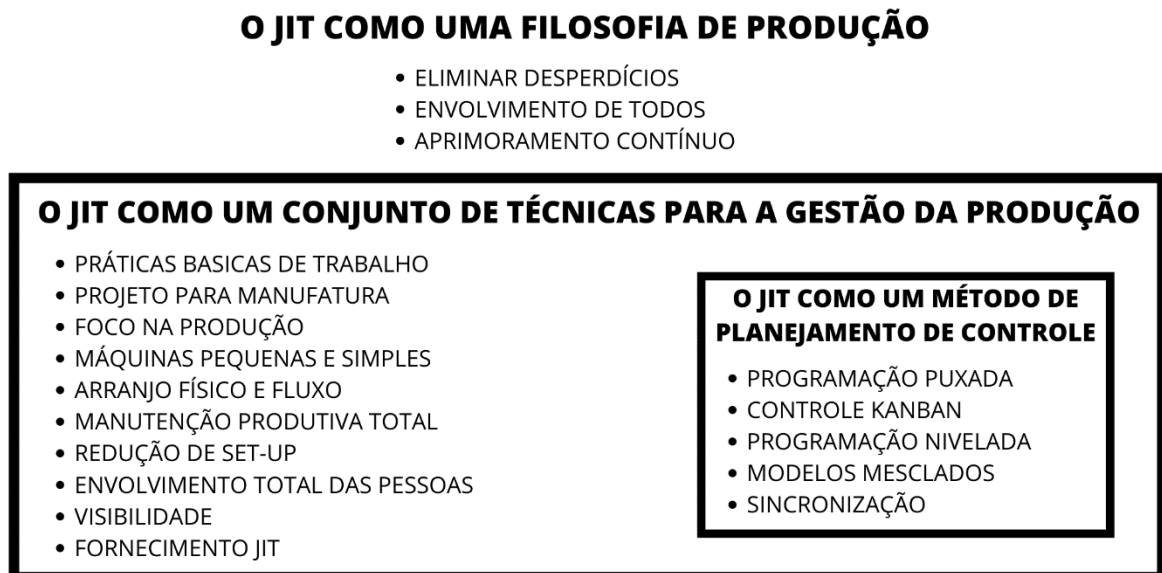 O JIT COMO UMA FILOSOFIA DE PRODUÇÃO
• ELIMINAR DESPERDÍCIOS
• ENVOLVIMENTO DE TODOS
• APRIMORAMENTO CONTÍNUO
O JIT COMO UM CONJUNTO DE TÉCNICAS PARA A GESTÃO DA PRODUÇÃO
• PRÁTICAS BASICAS DE TRABALHO
• PROJETO PARA MANUFATURA
• FOCO NA PRODUÇÃO
• MÁQUINAS PEQUENAS E SIMPLES
• ARRANJO FÍSICO E FLUXO
• MANUTENÇÃO PRODUTIVA TOTAL
• REDUÇÃO DE SET-UP
• ENVOLVIMENTO TOTAL DAS PESSOAS
• VISIBILIDADE
• FORNECIMENTO JIT
O JIT COMO UM MÉTODO DE
PLANEJAMENTO DE CONTROLE
• PROGRAMAÇÃO PUXADA
• CONTROLE KANBAN
• PROGRAMAÇÃO NIVELADA
• MODELOS MESCLADOS
• SINCRONIZAÇÃO